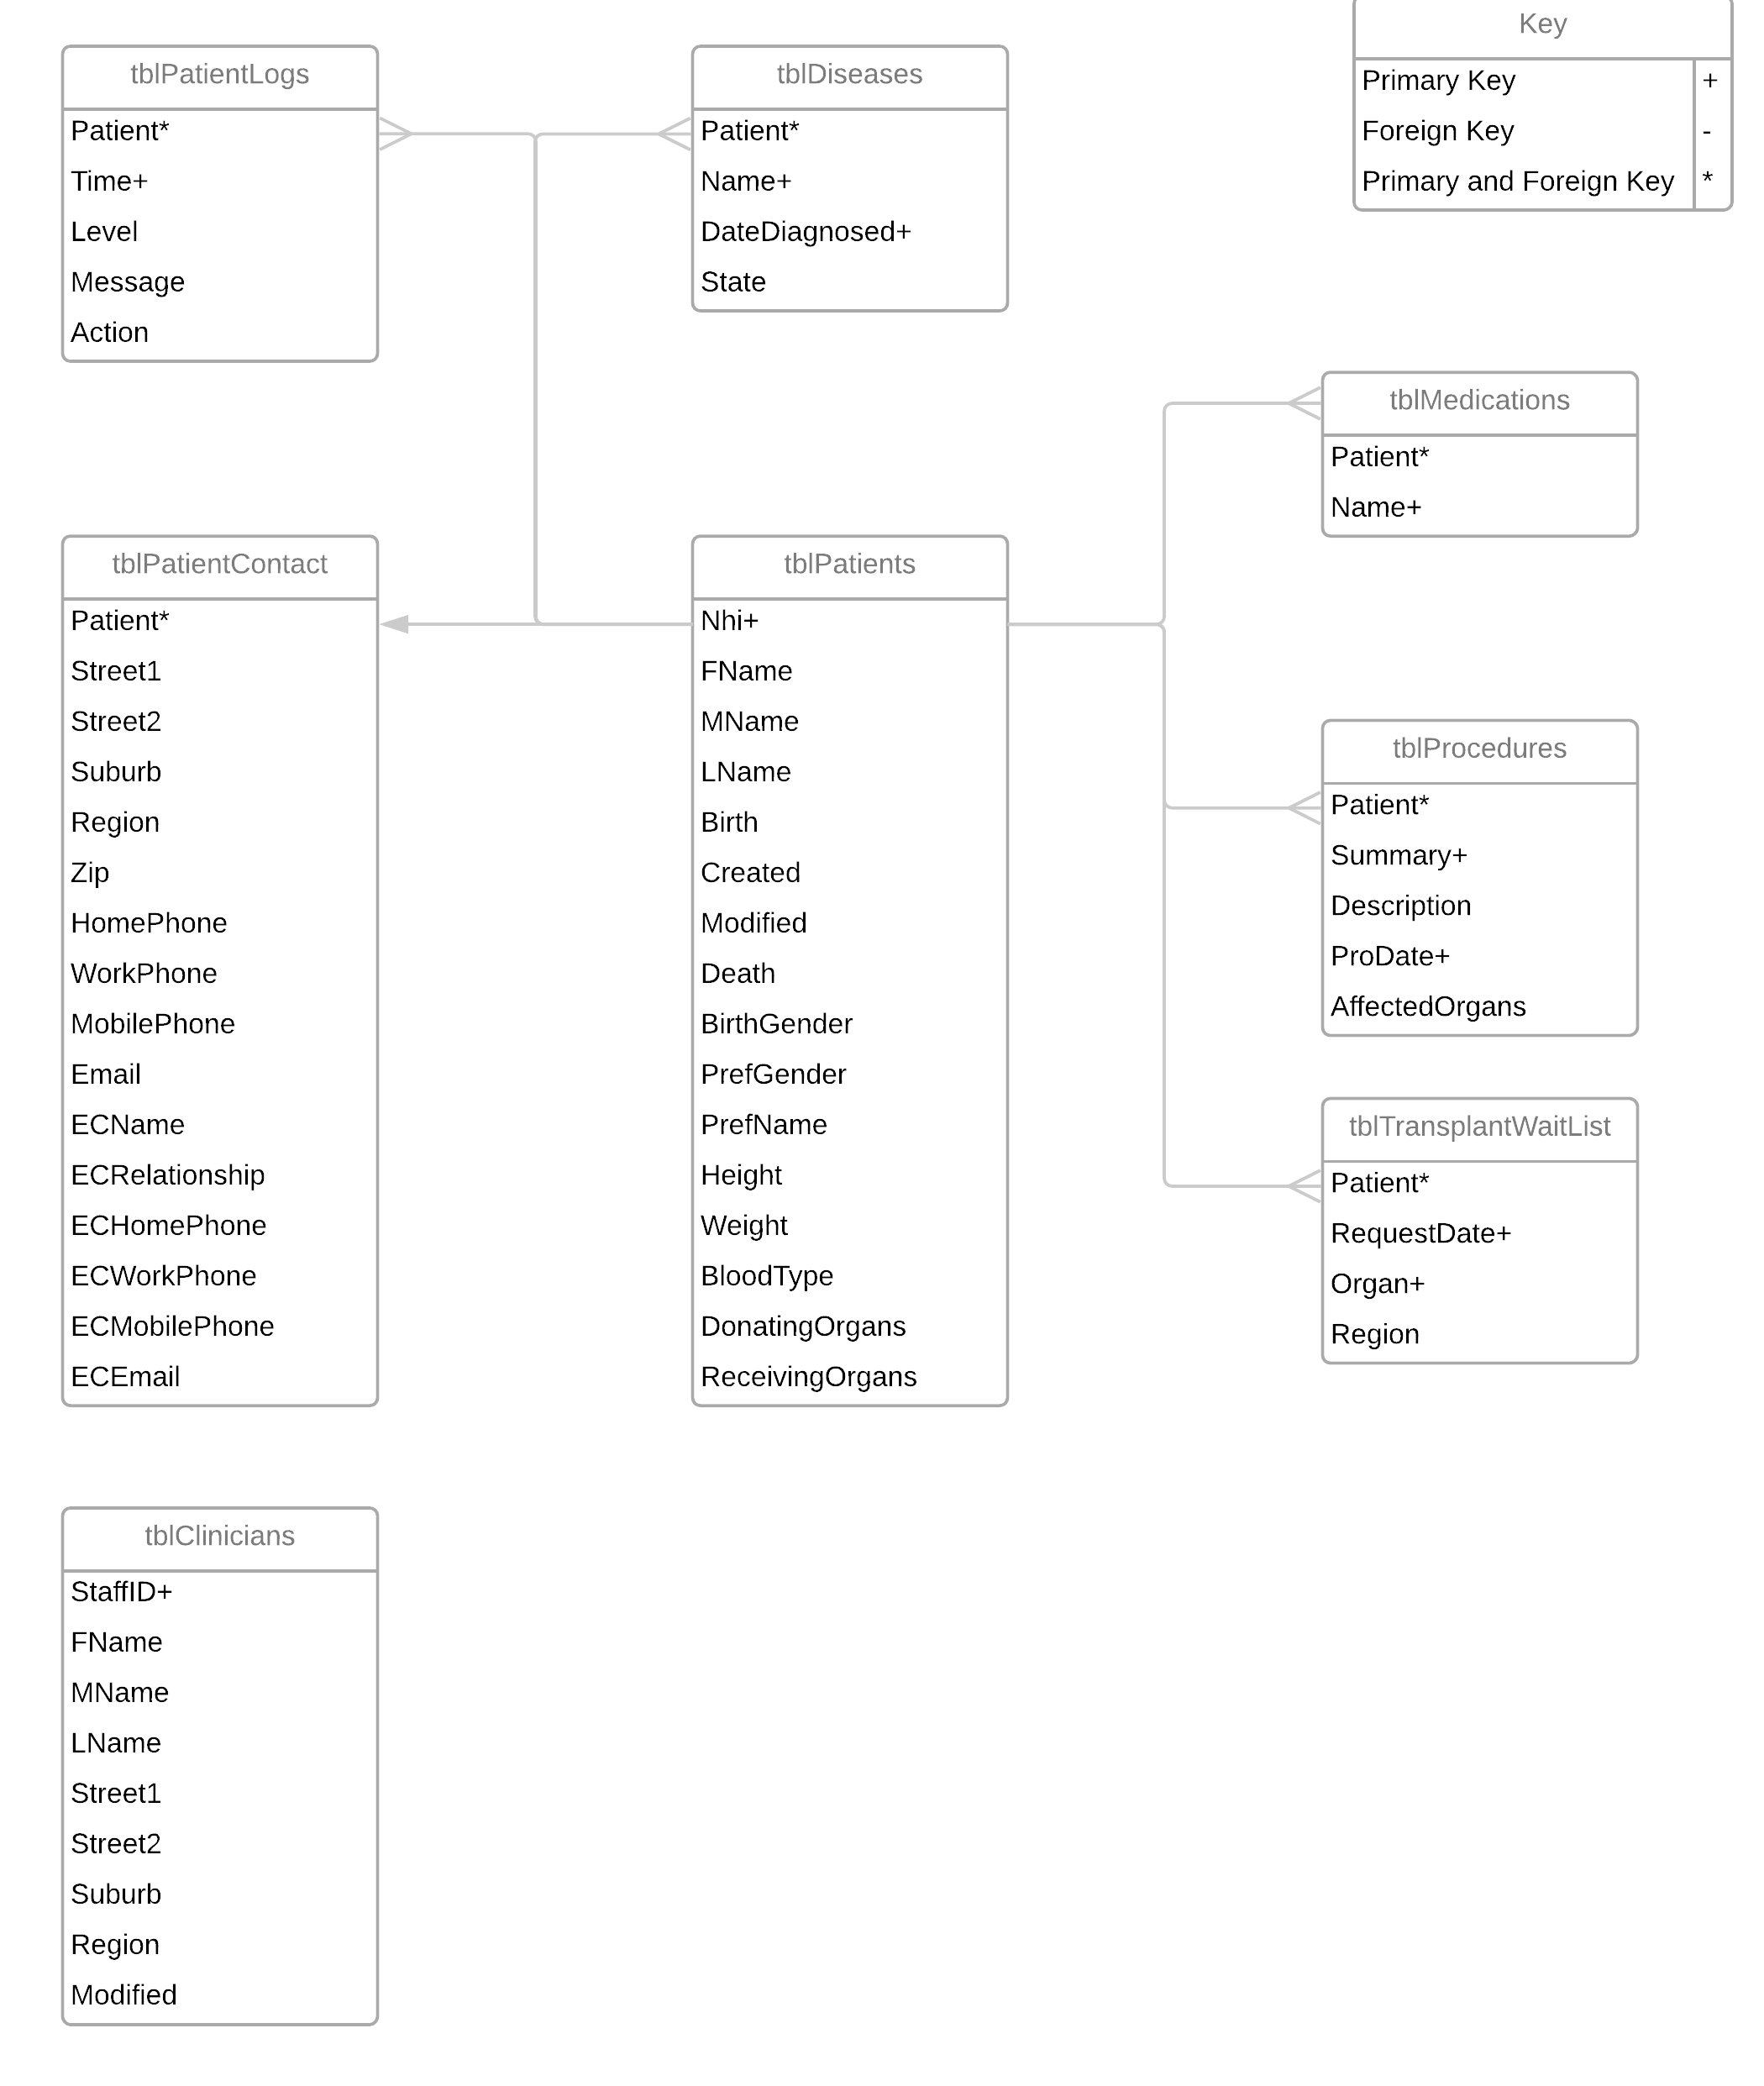 Key
Primary Key +
Foreign Key -
Primary and Foreign Key *
tblPatientLogs
Patient*
Time+
Level
Message
Action
tblDiseases
Patient*
Name+
DateDiagnosed+
State
tblMedications
Patient*
Name+
tblPatientContact
Patient*
Street1
Street2
Suburb
Region
Zip
HomePhone
WorkPhone
MobilePhone
Email
ECName
ECRelationship
ECHomePhone
ECWorkPhone
ECMobilePhone
ECEmail
tblPatients
Nhi+
FName
MName
LName
Birth
Created
Modified
Death
BirthGender
PrefGender
PrefName
Height
Weight
BloodType
DonatingOrgans
ReceivingOrgans
tblProcedures
Patient*
Summary+
Description
ProDate+
AffectedOrgans
tblTransplantWaitList
Patient*
RequestDate+
Organ+
Region
tblClinicians
StaffID+
FName
MName
LName
Street1
Street2
Suburb
Region
Modified